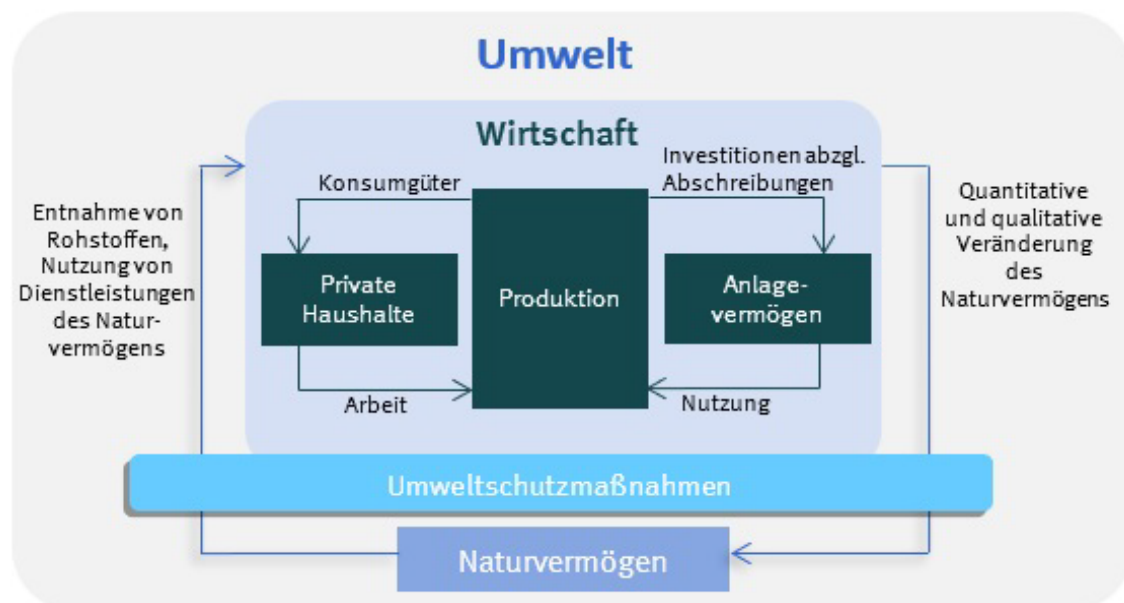 Umwelt
Wirtschaft
Konsumgüter
Investitionen abzgl.
Abschreibungen
Entnahme von
Rohstoffen,
Nutzung von
Dienstleistungen
des Natur-
vermögens
Private
Haushalte
Produktion
Anlage-
vermögen
Quantitative
und qualitative
Veränderung
des
Naturvermögens
Arbeit
Nutzung
Umweltschutzmaßnahmen
Naturvermögen